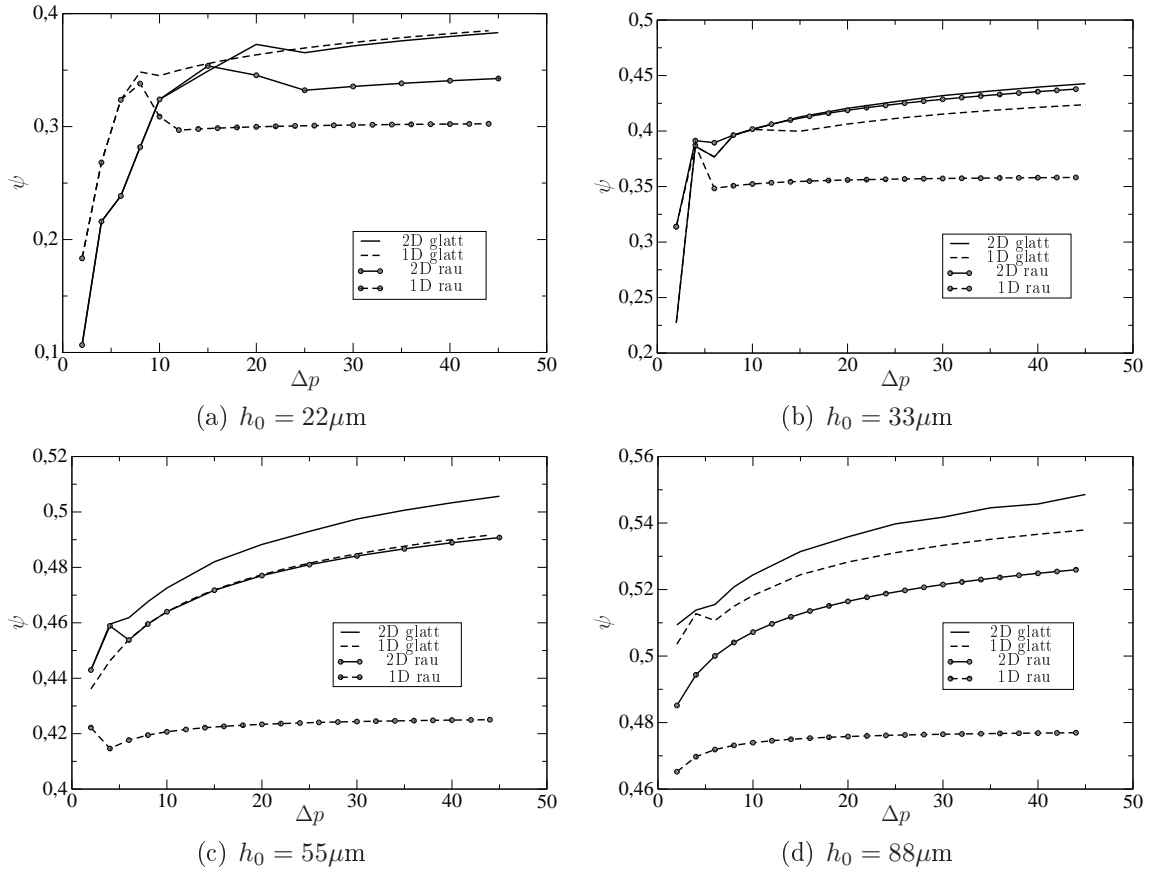 0,4
0,3
0,2
0,1
ψ
2D glatt
1D glatt
2D rau
1D rau
0 10 20 30 40 50
Δp
(a) h₀ = 22μm
0,5
0,45
0,4
0,35
0,3
0,25
0,2
ψ
2D glatt
1D glatt
2D rau
1D rau
0 10 20 30 40 50
Δp
(b) h₀ = 33μm
0,52
0,5
0,48
0,46
0,44
0,42
0,4
ψ
2D glatt
1D glatt
2D rau
1D rau
0 10 20 30 40 50
Δp
(c) h₀ = 55μm
0,56
0,54
0,52
0,5
0,48
0,46
ψ
2D glatt
1D glatt
2D rau
1D rau
0 10 20 30 40 50
Δp
(d) h₀ = 88μm